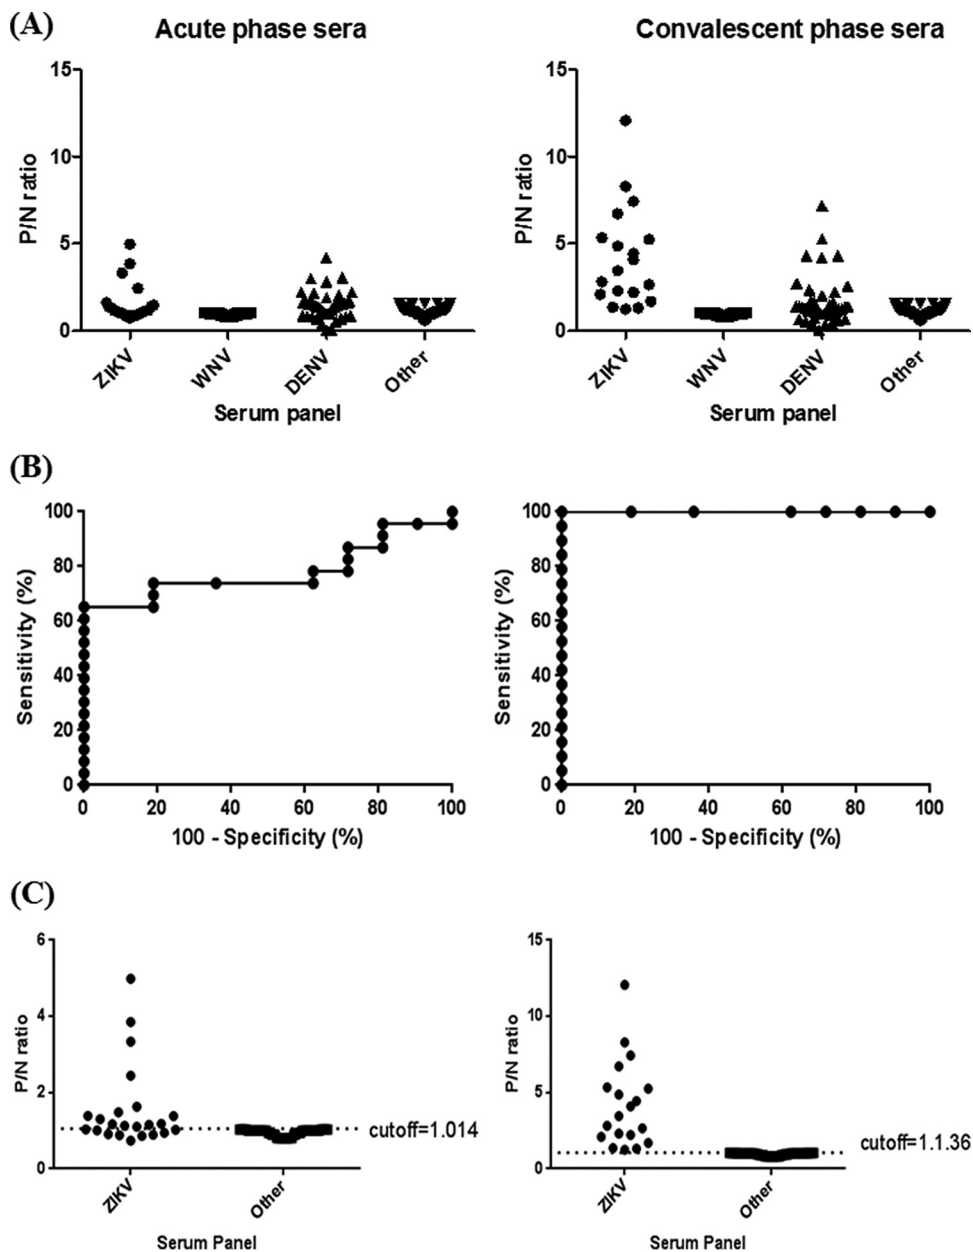 (A)
Acute phase sera
Convalescent phase sera
15
10
5
0
P/N ratio
ZIKV
WNV
DENV
Other
Serum panel
15
10
5
0
P/N ratio
ZIKV
WNV
DENV
Other
Serum panel
(B)
100
80
60
40
20
0
Sensitivity (%)
0 20 40 60 80 100
100 - Specificity (%)
100
80
60
40
20
0
Sensitivity (%)
0 20 40 60 80 100
100 - Specificity (%)
(C)
6
4
2
0
P/N ratio
cutoff=1.014
ZIKV
Other
Serum Panel
15
10
5
0
P/N ratio
cutoff=1.1.36
ZIKV
Other
Serum Panel